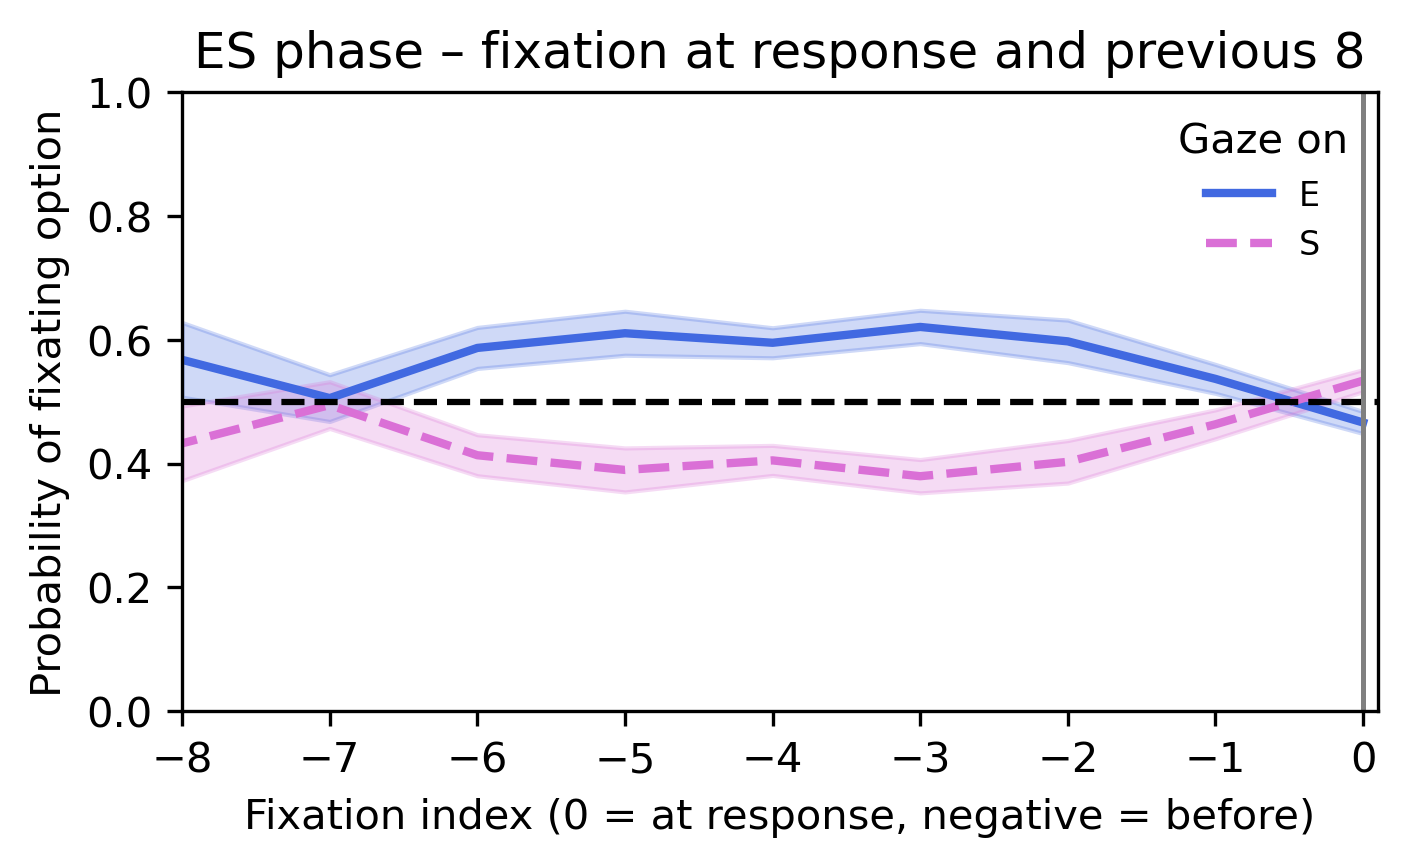 ES phase – fixation at response and previous 8
Probability of fixating option
1.0
0.8
0.6
0.4
0.2
0.0
Gaze on
E
S
−8 −7 −6 −5 −4 −3 −2 −1 0
Fixation index (0 = at response, negative = before)